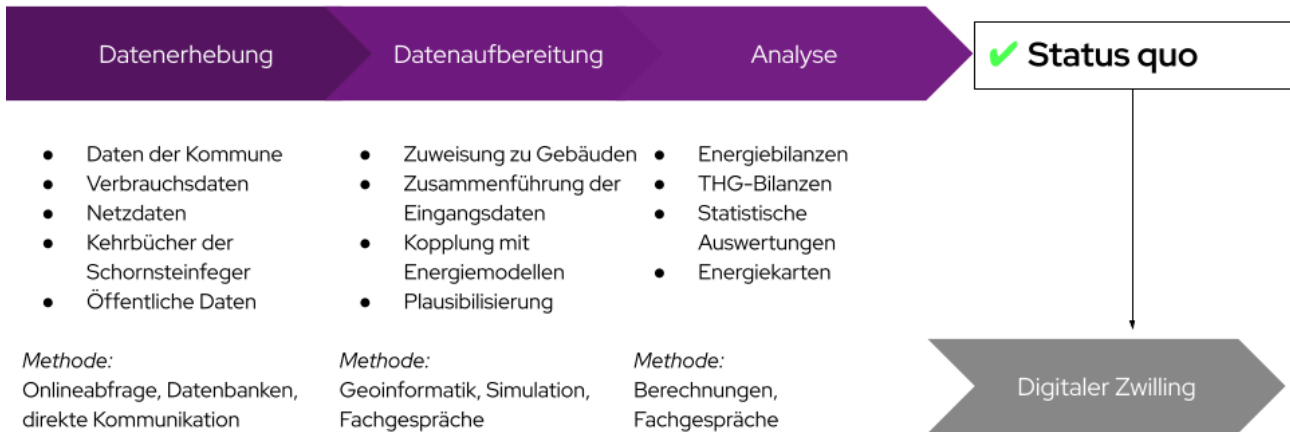 Datenerhebung
Datenaufbereitung
Analyse
✔ Status quo
● Daten der Kommune
● Verbrauchsdaten
● Netzdaten
● Kehrbücher der
Schornsteinfeger
● Öffentliche Daten
Methode:
Onlineabfrage, Datenbanken,
direkte Kommunikation
● Zuweisung zu Gebäuden
● Zusammenführung der
Eingangsdaten
● Kopplung mit
Energiemodellen
● Plausibilisierung
Methode:
Geoinformatik, Simulation,
Fachgespräche
● Energiebilanzen
● THG-Bilanzen
● Statistische
Auswertungen
● Energiekarten
Methode:
Berechnungen,
Fachgespräche
Digitaler Zwilling